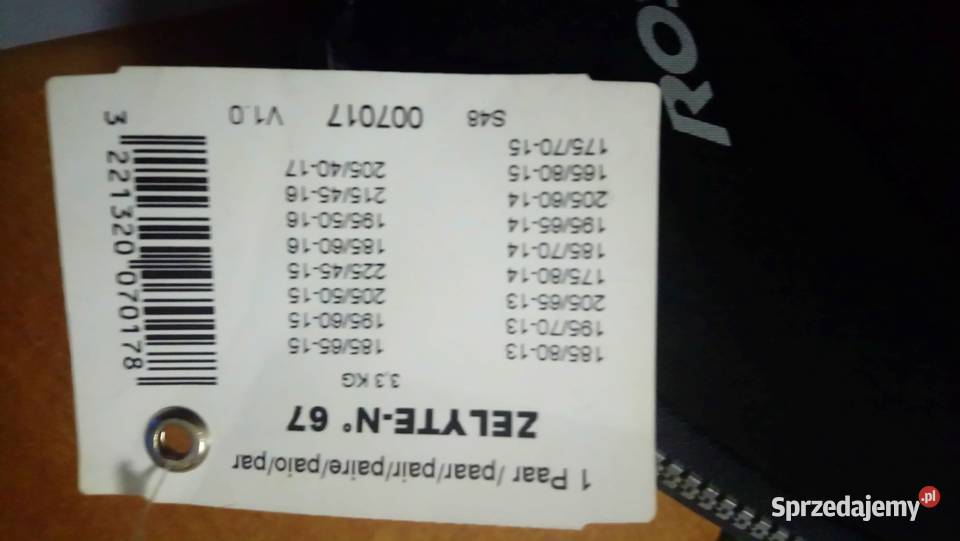 1 Paar /paar/pair/paire/paio/par
ZELYTE-N° 67
3,3 KG
185/80-13 185/65-15
195/70-13 195/60-15
205/65-13 205/50-15
175/80-14 225/45-15
185/70-14 185/60-16
195/65-14 195/50-16
205/60-14 215/45-16
165/80-15 205/40-17
175/70-15
S48 007017 V1.0
3 221320 070178
Sprzedajemy.pl